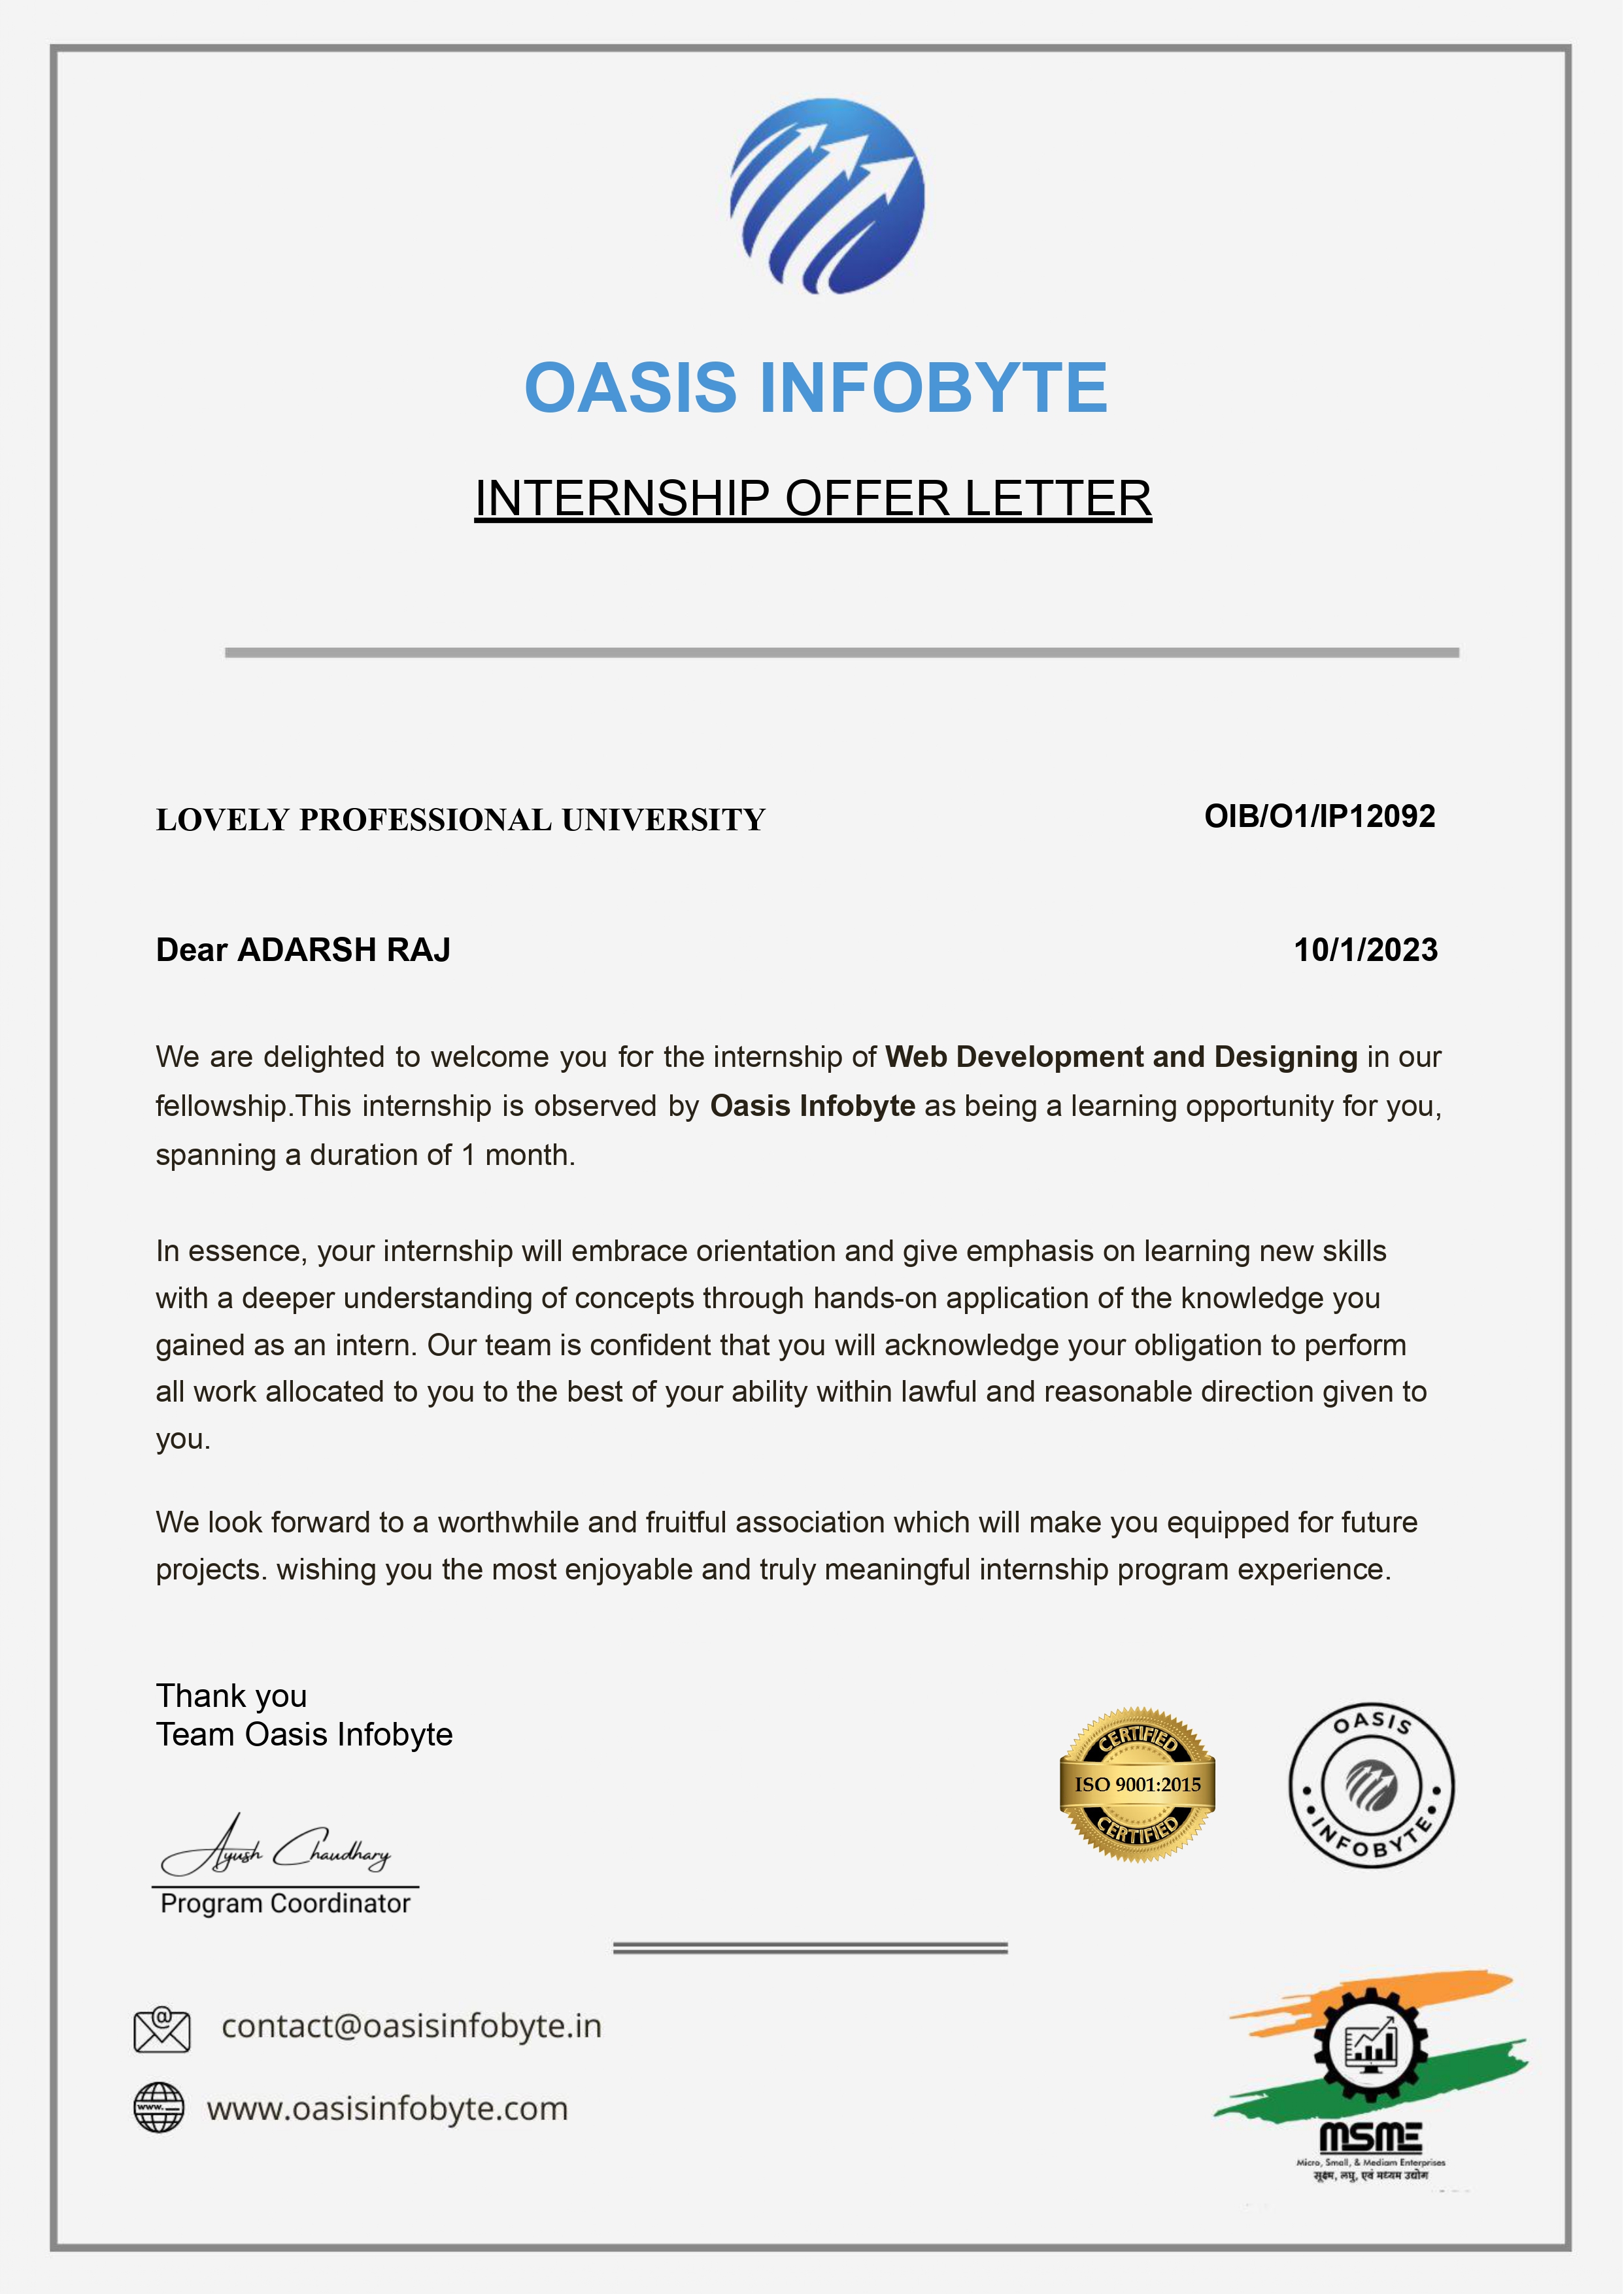 OASIS INFOBYTE
INTERNSHIP OFFER LETTER
LOVELY PROFESSIONAL UNIVERSITY
OIB/O1/IP12092
Dear ADARSH RAJ
10/1/2023
We are delighted to welcome you for the internship of Web Development and Designing in our
fellowship.This internship is observed by Oasis Infobyte as being a learning opportunity for you,
spanning a duration of 1 month.
In essence, your internship will embrace orientation and give emphasis on learning new skills
with a deeper understanding of concepts through hands-on application of the knowledge you
gained as an intern. Our team is confident that you will acknowledge your obligation to perform
all work allocated to you to the best of your ability within lawful and reasonable direction given to
you.
We look forward to a worthwhile and fruitful association which will make you equipped for future
projects. wishing you the most enjoyable and truly meaningful internship program experience.
Thank you
Team Oasis Infobyte
CERTIFIED
ISO 9001:2015
CERTIFIED
OASIS
INFOBYTE
Ayush Chaudhary
Program Coordinator
@
contact@oasisinfobyte.in
www.
www.oasisinfobyte.com
MSME
Micro, Small, & Mediam Enterprises
सूक्ष्म, लघु, एवं मध्यम उद्योग